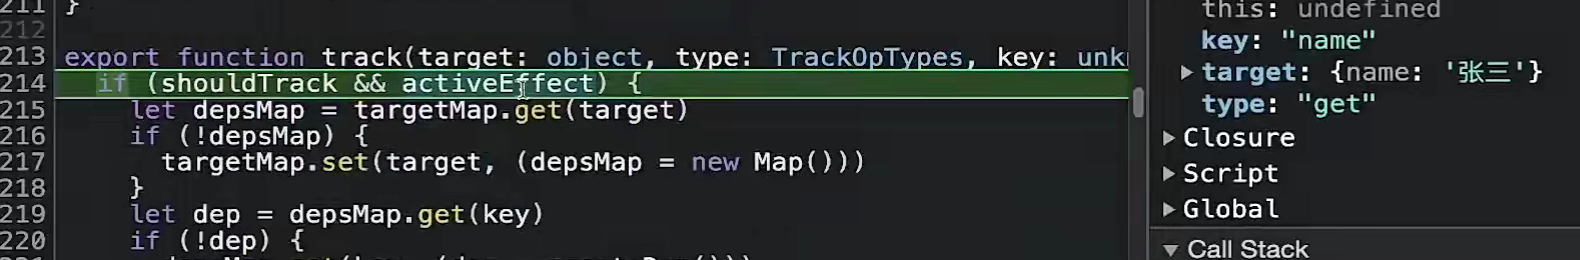 211 }
212
213 export function track(target: object, type: TrackOpTypes, key: unk
214 if (shouldTrack && activeEffect) {
215 let depsMap = targetMap.get(target)
216 if (!depsMap) {
217 targetMap.set(target, (depsMap = new Map()))
218 }
219 let dep = depsMap.get(key)
220 if (!dep) {
this: undefined
key: "name"
▶ target: {name: '张三'}
type: "get"
▶ Closure
▶ Script
▶ Global
▼ Call Stack